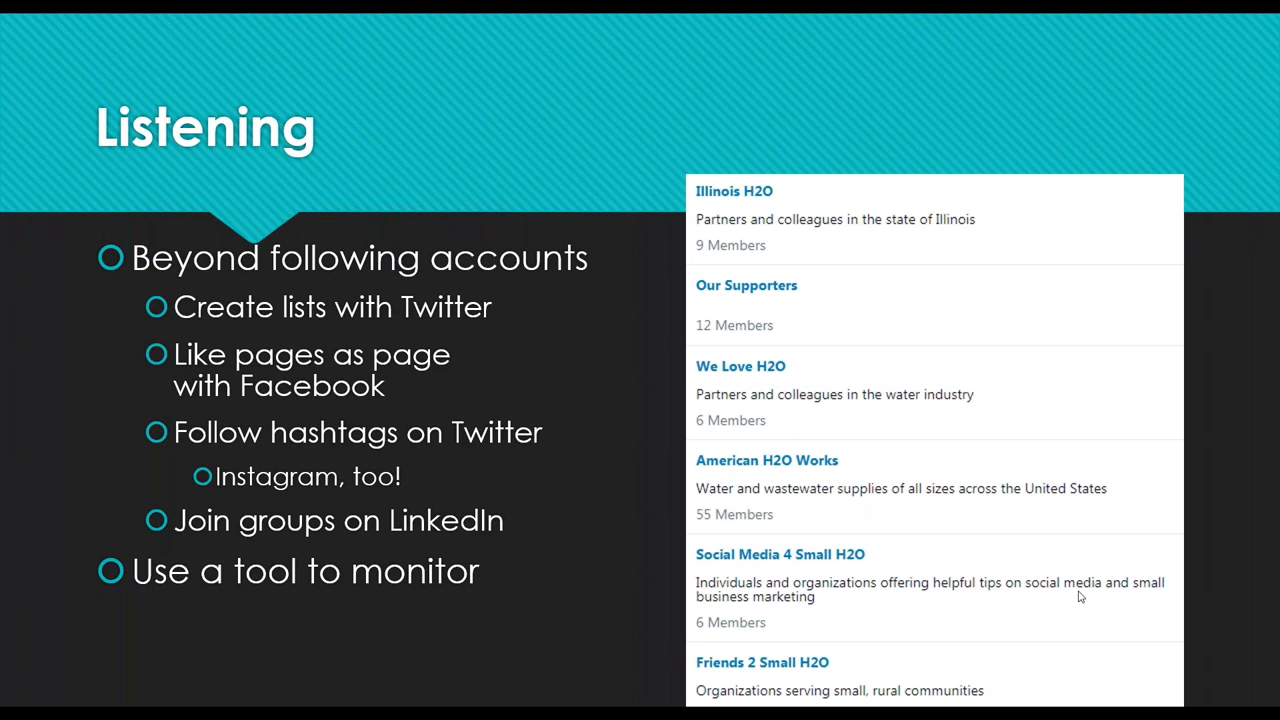 Listening
Beyond following accounts
Create lists with Twitter
Like pages as page
with Facebook
Follow hashtags on Twitter
Instagram, too!
Join groups on LinkedIn
Use a tool to monitor
Illinois H2O
Partners and colleagues in the state of Illinois
9 Members
Our Supporters
12 Members
We Love H2O
Partners and colleagues in the water industry
6 Members
American H2O Works
Water and wastewater supplies of all sizes across the United States
55 Members
Social Media 4 Small H2O
Individuals and organizations offering helpful tips on social media and small
business marketing
6 Members
Friends 2 Small H2O
Organizations serving small, rural communities